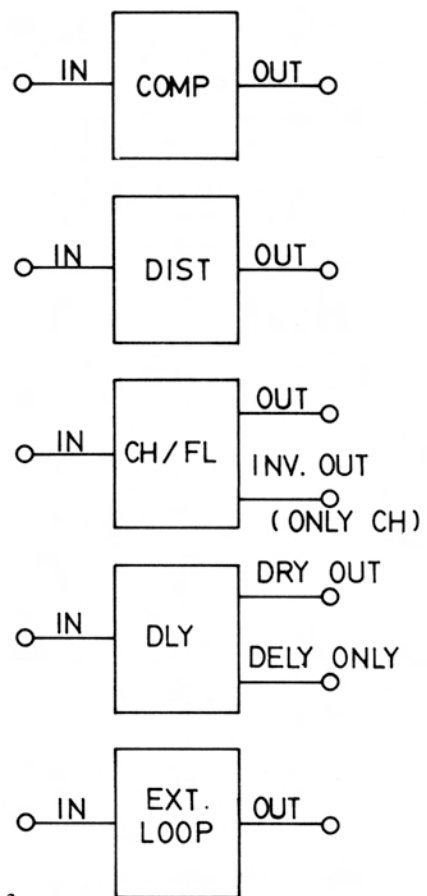 IN COMP OUT
IN DIST OUT
OUT
IN CH/FL
INV. OUT
(ONLY CH)
DRY OUT
IN DLY
DELY ONLY
IN EXT. OUT
LOOP